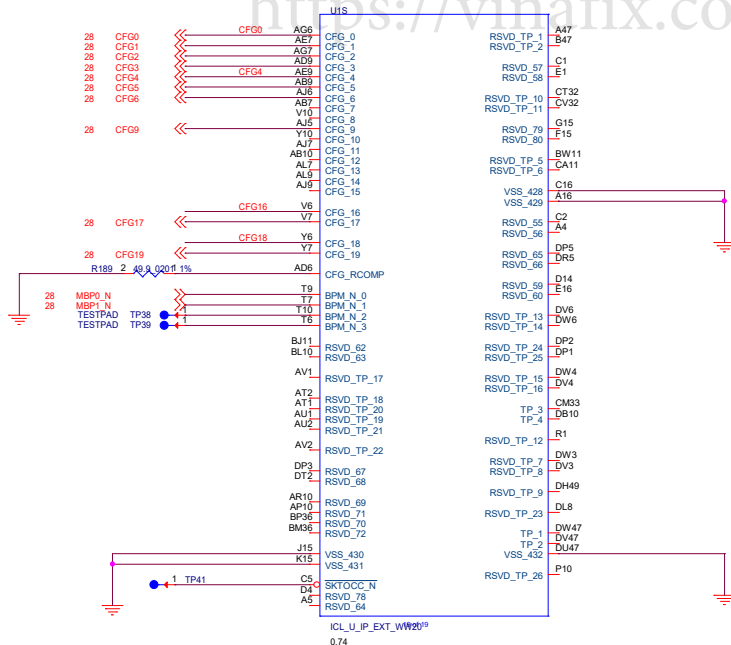 https://vinafix.com
U1S
28 CFG0 CFG0 AG6 CFG_0 RSVD_TP_1 A47
28 CFG1 AE7 CFG_1 RSVD_TP_2 B47
28 CFG2 AG7 CFG_2
28 CFG3 AD9 CFG_3 RSVD_57 C1
28 CFG4 CFG4 AE9 CFG_4 RSVD_58 E1
28 CFG5 AB9 CFG_5
28 CFG6 AJ6 CFG_6 RSVD_TP_10 CT32
AB7 CFG_7 RSVD_TP_11 CV32
V10 CFG_8
28 CFG9 AJ5 CFG_9 RSVD_79 G15
Y10 CFG_10 RSVD_80 F15
AJ7 CFG_11
AB10 CFG_12 RSVD_TP_5 BW11
AL7 CFG_13 RSVD_TP_6 CA11
AL9 CFG_14
AJ9 CFG_15 VSS_428 C16
VSS_429 A16
CFG16 V6 CFG_16
28 CFG17 V7 CFG_17 RSVD_55 C2
RSVD_56 A4
CFG18 Y6 CFG_18
28 CFG19 Y7 CFG_19 RSVD_65 DP5
RSVD_66 DR5
R189 2 49.9_0201 1 1% AD6 CFG_RCOMP
RSVD_59 D14
28 MBP0_N T9 BPM_N_0 RSVD_60 E16
28 MBP1_N T7 BPM_N_1
TESTPAD TP38 1 T10 BPM_N_2 RSVD_TP_13 DV6
TESTPAD TP39 1 T6 BPM_N_3 RSVD_TP_14 DW6
BJ11 RSVD_62 RSVD_TP_24 DP2
BL10 RSVD_63 RSVD_TP_25 DP1
AV1 RSVD_TP_17 RSVD_TP_15 DW4
RSVD_TP_16 DV4
AT2 RSVD_TP_18
AT1 RSVD_TP_20 TP_3 CM33
AU1 RSVD_TP_19 TP_4 DB10
AU2 RSVD_TP_21
RSVD_TP_12 R1
AV2 RSVD_TP_22
RSVD_TP_7 DW3
DP3 RSVD_67 RSVD_TP_8 DV3
DT2 RSVD_68
RSVD_TP_9 DH49
AR10 RSVD_69
AP10 RSVD_71 RSVD_TP_23 DL8
BP36 RSVD_70
BM36 RSVD_72 TP_1 DW47
TP_2 DV47
J15 VSS_430 VSS_432 DU47
K15 VSS_431
RSVD_TP_26 P10
1 TP41 C5 SKTOCC_N
D4 RSVD_78
A5 RSVD_64
ICL_U_IP_EXT_WW20
0.74